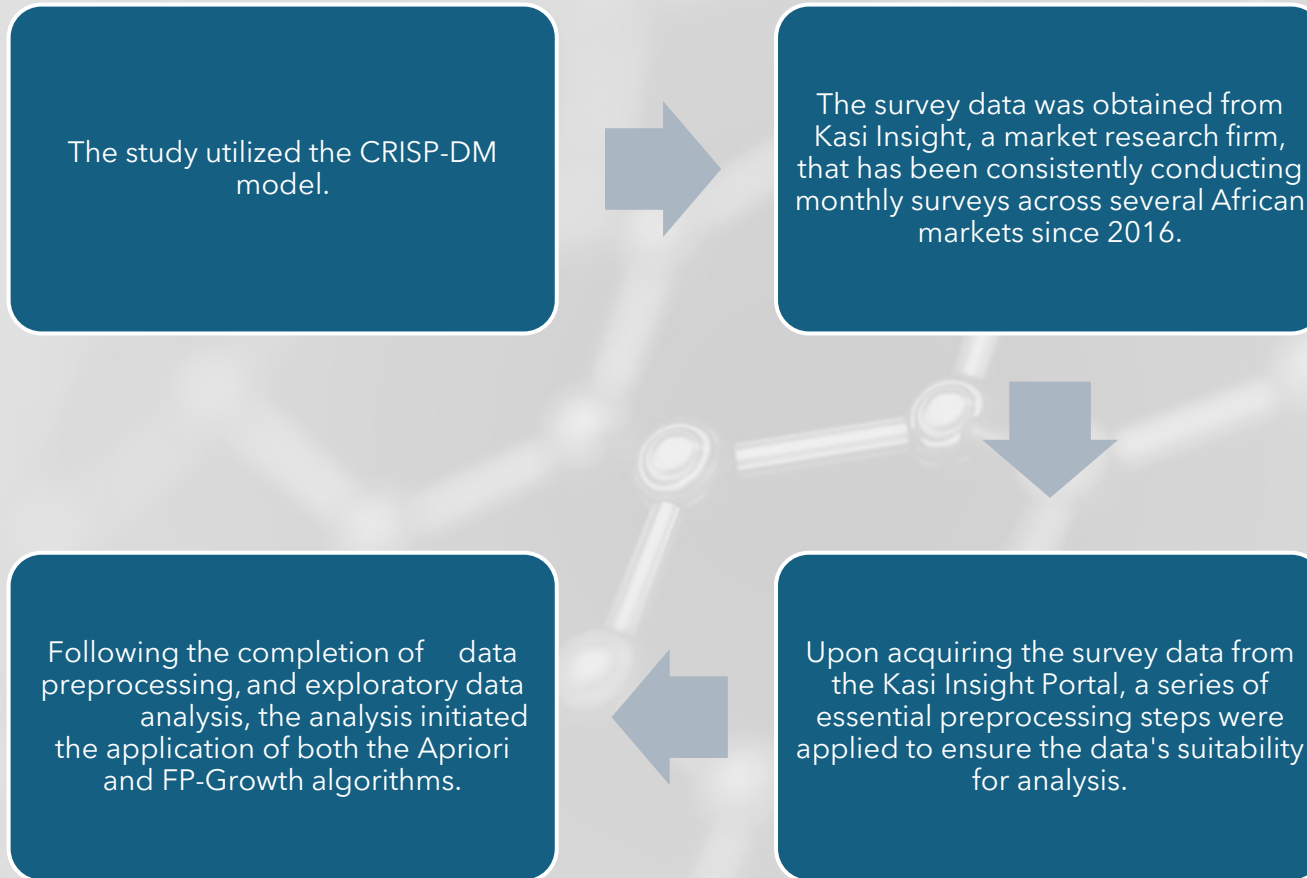 The study utilized the CRISP-DM
model.
The survey data was obtained from
Kasi Insight, a market research firm,
that has been consistently conducting
monthly surveys across several African
markets since 2016.
Upon acquiring the survey data from
the Kasi Insight Portal, a series of
essential preprocessing steps were
applied to ensure the data's suitability
for analysis.
Following the completion of data
preprocessing, and exploratory data
analysis, the analysis initiated
the application of both the Apriori
and FP-Growth algorithms.